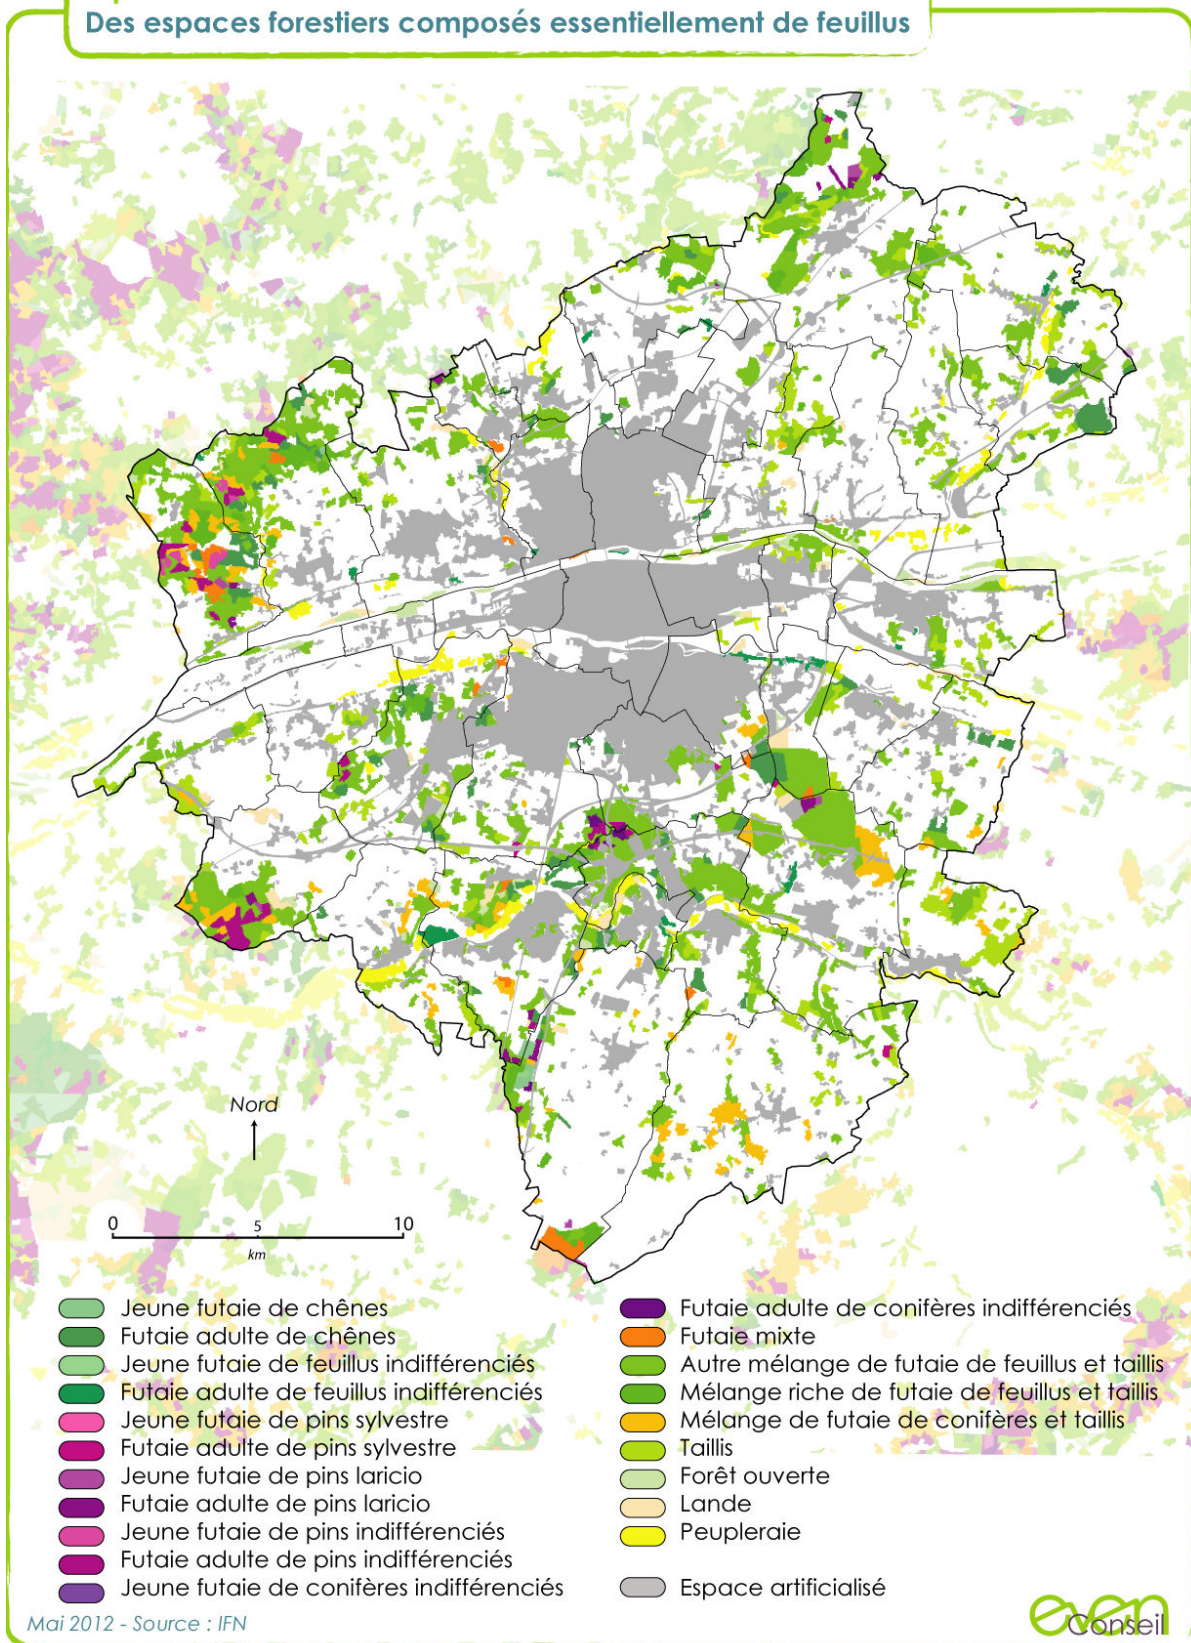 Des espaces forestiers composés essentiellement de feuillus
Nord
0 5 10
km
Jeune futaie de chênes
Futaie adulte de chênes
Jeune futaie de feuillus indifférenciés
Futaie adulte de feuillus indifférenciés
Jeune futaie de pins sylvestre
Futaie adulte de pins sylvestre
Jeune futaie de pins laricio
Futaie adulte de pins laricio
Jeune futaie de pins indifférenciés
Futaie adulte de pins indifférenciés
Jeune futaie de conifères indifférenciés
Futaie adulte de conifères indifférenciés
Futaie mixte
Autre mélange de futaie de feuillus et taillis
Mélange riche de futaie de feuillus et taillis
Mélange de futaie de conifères et taillis
Taillis
Forêt ouverte
Lande
Peupleraie
Espace artificialisé
Mai 2012 - Source : IFN
even
Conseil